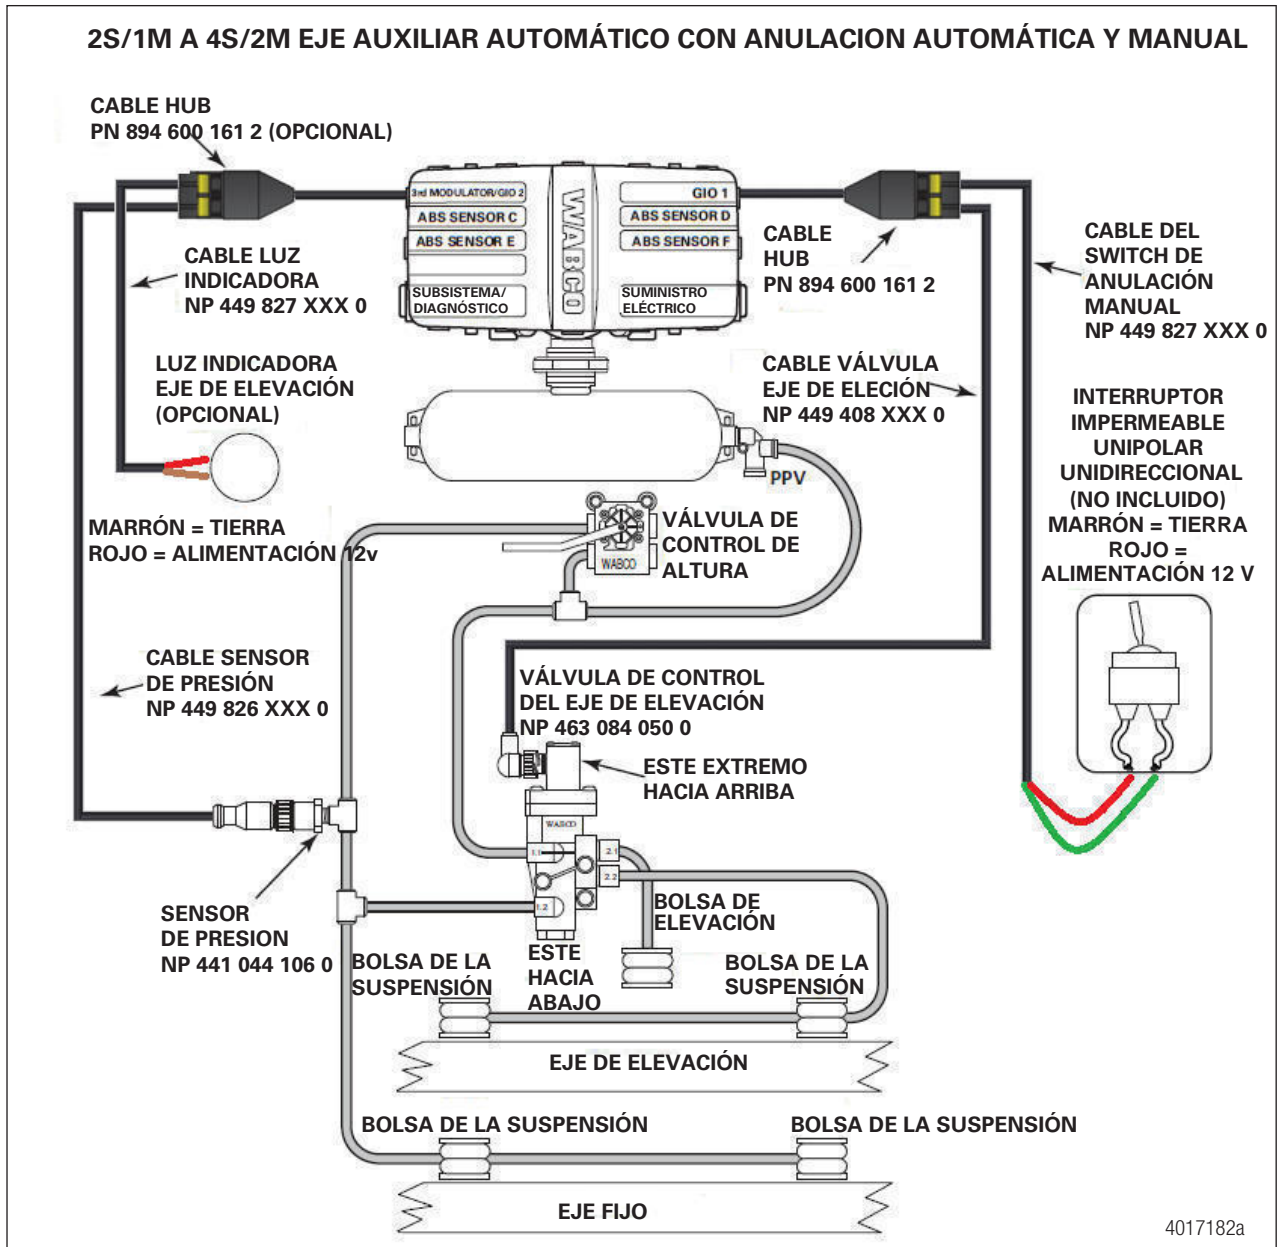 2S/1M A 4S/2M EJE AUXILIAR AUTOMÁTICO CON ANULACION AUTOMÁTICA Y MANUAL
CABLE HUB
PN 894 600 161 2 (OPCIONAL)
3rd MODULATOR/GIO 2
ABS SENSOR C
ABS SENSOR E
SUBSISTEMA/
DIAGNÓSTICO
WABCO
GIO 1
ABS SENSOR D
ABS SENSOR F
SUMINISTRO
ELÉCTRICO
CABLE
HUB
PN 894 600 161 2
CABLE DEL
SWITCH DE
ANULACIÓN
MANUAL
NP 449 827 XXX 0
CABLE LUZ
INDICADORA
NP 449 827 XXX 0
LUZ INDICADORA
EJE DE ELEVACIÓN
(OPCIONAL)
CABLE VÁLVULA
EJE DE ELECIÓN
NP 449 408 XXX 0
INTERRUPTOR
IMPERMEABLE
UNIPOLAR
UNIDIRECCIONAL
(NO INCLUIDO)
MARRÓN = TIERRA
ROJO =
ALIMENTACIÓN 12 V
PPV
MARRÓN = TIERRA
ROJO = ALIMENTACIÓN 12v
VÁLVULA DE
CONTROL DE
ALTURA
WABCO
CABLE SENSOR
DE PRESIÓN
NP 449 826 XXX 0
VÁLVULA DE CONTROL
DEL EJE DE ELEVACIÓN
NP 463 084 050 0
ESTE EXTREMO
HACIA ARRIBA
WABCO
1.1
2.1
2.2
1.2
SENSOR
DE PRESION
NP 441 044 106 0
BOLSA DE
ELEVACIÓN
BOLSA DE LA
SUSPENSIÓN
ESTE
HACIA
ABAJO
BOLSA DE LA
SUSPENSIÓN
EJE DE ELEVACIÓN
BOLSA DE LA SUSPENSIÓN
BOLSA DE LA SUSPENSIÓN
EJE FIJO
4017182a